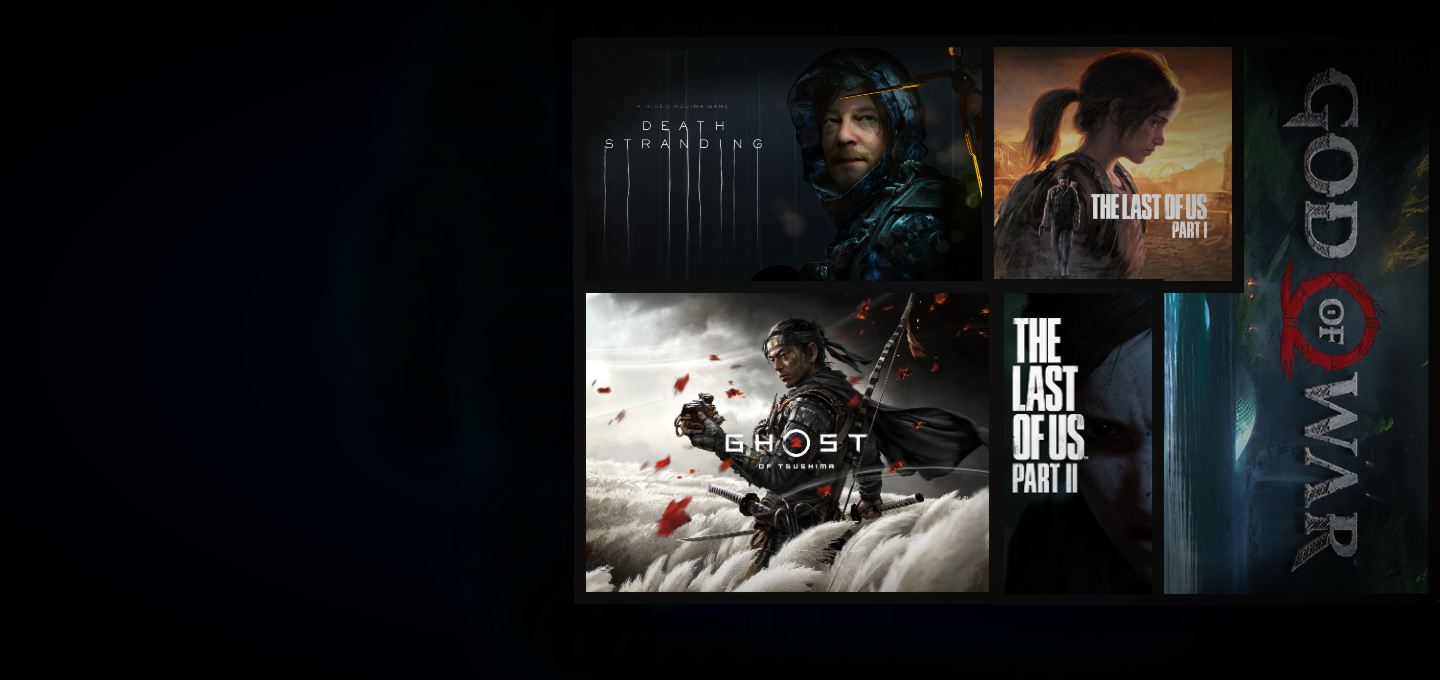 A HIDEO KOJIMA GAME
DEATH
STRANDING
THE LAST OF US
PART I
GOD
OF
WAR
GHOST
OF TSUSHIMA
THE
LAST
OF US
PART II